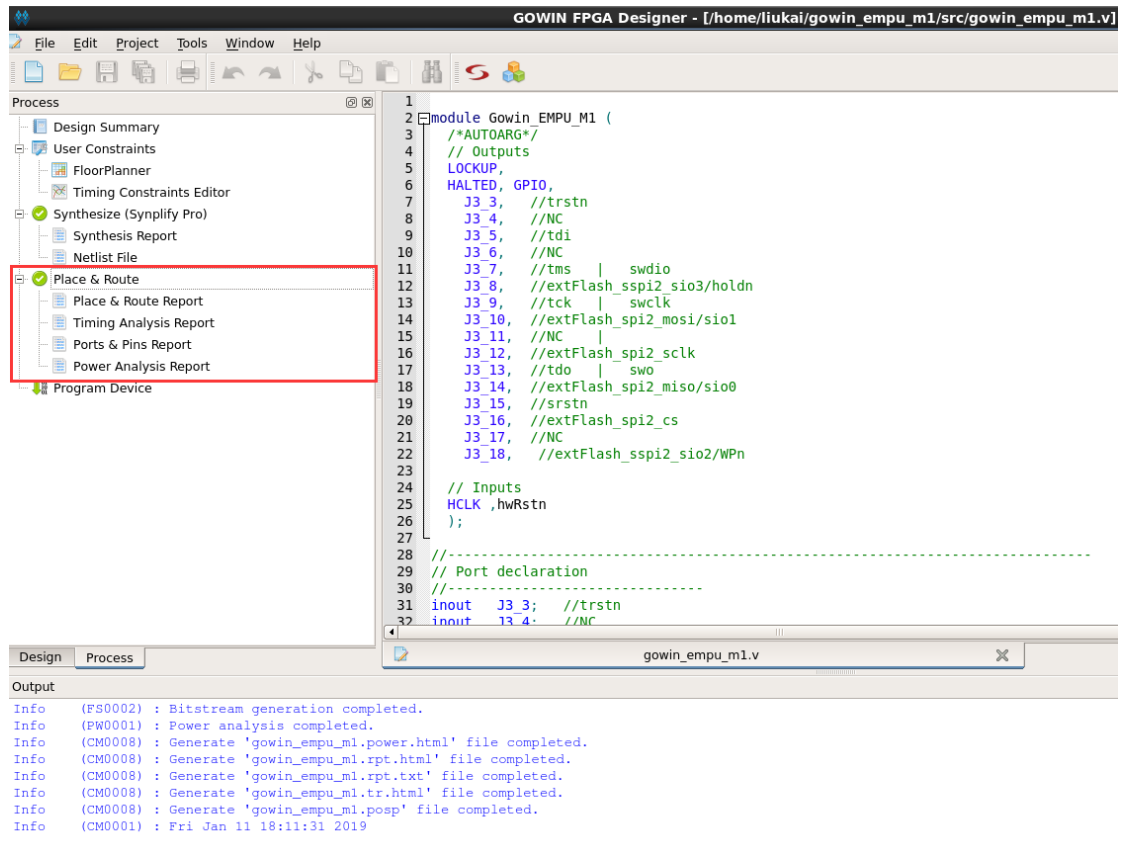 GOWIN FPGA Designer - [/home/liukai/gowin_empu_m1/src/gowin_empu_m1.v]
File Edit Project Tools Window Help
Process
Design Summary
User Constraints
FloorPlanner
Timing Constraints Editor
Synthesize (Synplify Pro)
Synthesis Report
Netlist File
Place & Route
Place & Route Report
Timing Analysis Report
Ports & Pins Report
Power Analysis Report
Program Device
Design Process
1
2 module Gowin_EMPU_M1 (
3 /*AUTOARG*/
4 // Outputs
5 LOCKUP,
6 HALTED, GPIO,
7 J3_3, //trstn
8 J3_4, //NC
9 J3_5, //tdi
10 J3_6, //NC
11 J3_7, //tms | swdio
12 J3_8, //extFlash_sspi2_sio3/holdn
13 J3_9, //tck | swclk
14 J3_10, //extFlash_spi2_mosi/sio1
15 J3_11, //NC |
16 J3_12, //extFlash_spi2_sclk
17 J3_13, //tdo | swo
18 J3_14, //extFlash_spi2_miso/sio0
19 J3_15, //srstn
20 J3_16, //extFlash_spi2_cs
21 J3_17, //NC
22 J3_18, //extFlash_sspi2_sio2/WPn
23
24 // Inputs
25 HCLK ,hwRstn
26 );
27
28 //------------------------------------------------------------------------------
29 // Port declaration
30 //-------------------------------
31 inout J3_3; //trstn
32 inout J3_4; //NC
gowin_empu_m1.v
Output
Info (FS0002) : Bitstream generation completed.
Info (PW0001) : Power analysis completed.
Info (CM0008) : Generate 'gowin_empu_m1.power.html' file completed.
Info (CM0008) : Generate 'gowin_empu_m1.rpt.html' file completed.
Info (CM0008) : Generate 'gowin_empu_m1.rpt.txt' file completed.
Info (CM0008) : Generate 'gowin_empu_m1.tr.html' file completed.
Info (CM0008) : Generate 'gowin_empu_m1.posp' file completed.
Info (CM0001) : Fri Jan 11 18:11:31 2019